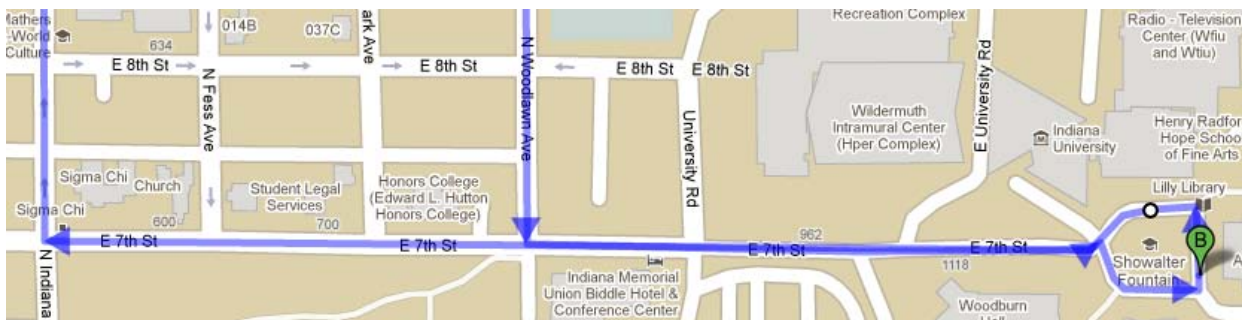 Mathers
-World
Culture
634
014B
037C
ark Ave
Recreation Complex
Radio - Television
Center (Wfiu
and Wtiu)
E 8th St
E 8th St
E 8th St
E 8th St
N Fess Ave
N Woodlawn Ave
University Rd
E University Rd
Wildermuth
Intramural Center
(Hper Complex)
Indiana
University
Henry Radfor
Hope School
of Fine Arts
Sigma Chi
Church
Student Legal
Services
Honors College
(Edward L. Hutton
Honors College)
Lilly Library
Sigma Chi
600
700
962
E 7th St
E 7th St
E 7th St
E 7th St
1118
N Indiana
B
Indiana Memorial
Union Biddle Hotel &
Conference Center
Showalter
Fountain
A
Woodburn